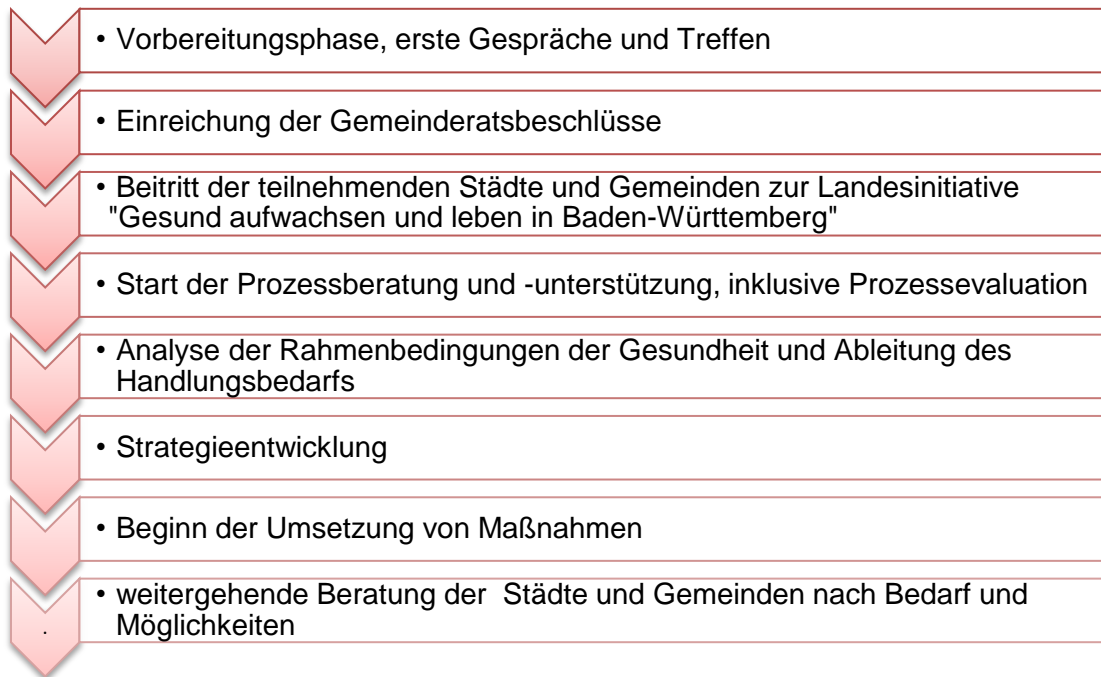 • Vorbereitungsphase, erste Gespräche und Treffen
• Einreichung der Gemeinderatsbeschlüsse
• Beitritt der teilnehmenden Städte und Gemeinden zur Landesinitiative
"Gesund aufwachsen und leben in Baden-Württemberg"
• Start der Prozessberatung und -unterstützung, inklusive Prozessevaluation
• Analyse der Rahmenbedingungen der Gesundheit und Ableitung des
Handlungsbedarfs
• Strategieentwicklung
• Beginn der Umsetzung von Maßnahmen
.
• weitergehende Beratung der  Städte und Gemeinden nach Bedarf und
Möglichkeiten